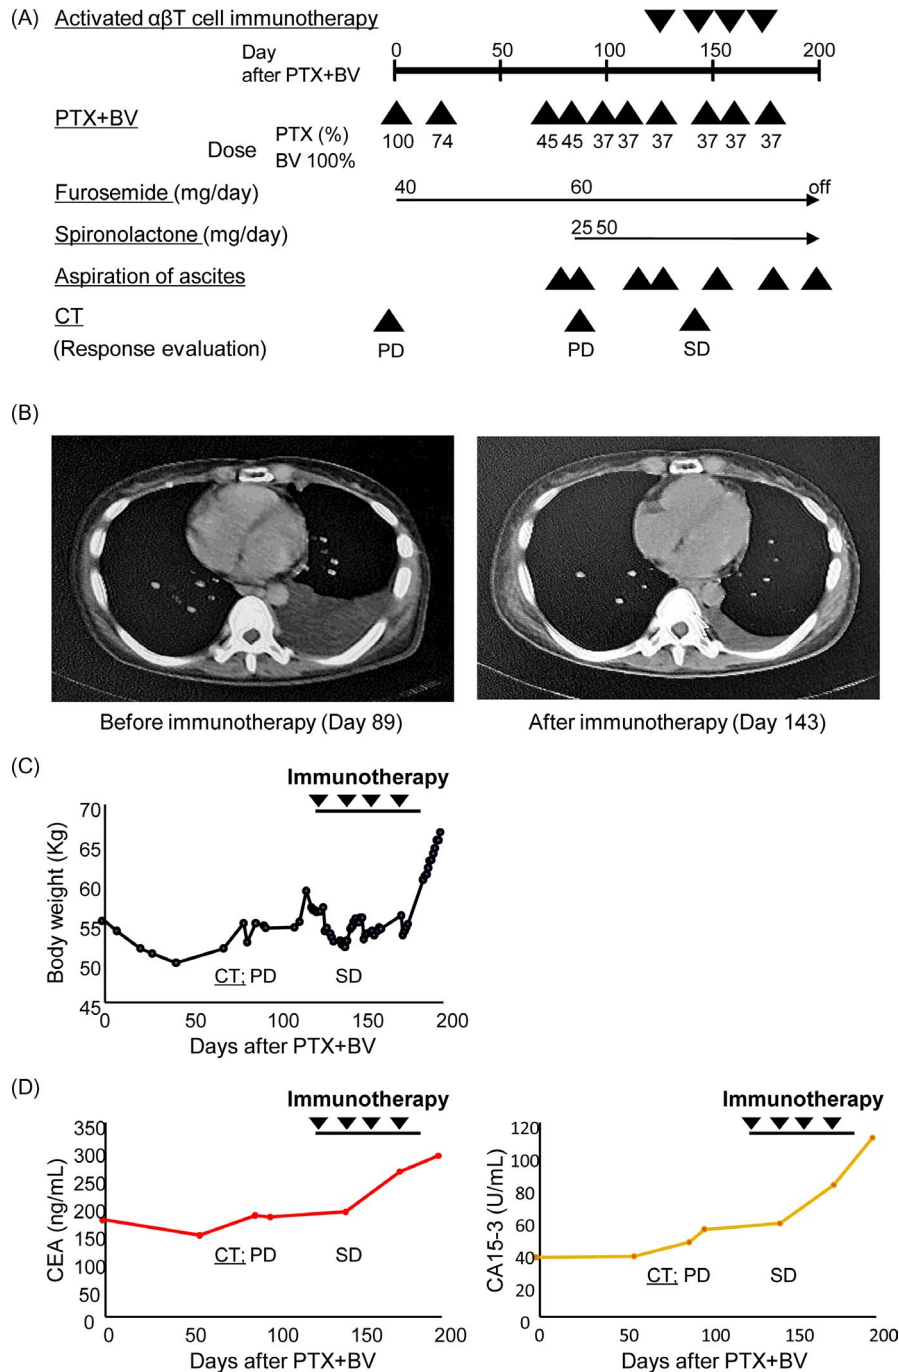 (A)
Activated αβT cell immunotherapy
Day
after PTX+BV
0 50 100 150 200
PTX+BV
Dose
PTX (%)
BV 100%
100 74 45 45 37 37 37 37 37 37
Furosemide (mg/day)
40 60 off
Spironolactone (mg/day)
25 50
Aspiration of ascites
CT
(Response evaluation)
PD PD SD
(B)
Before immunotherapy (Day 89)
After immunotherapy (Day 143)
(C)
Immunotherapy
Body weight (Kg)
70
65
60
55
50
45
CT; PD SD
0 50 100 150 200
Days after PTX+BV
(D)
Immunotherapy
CEA (ng/mL)
350
300
250
200
150
100
50
0
CT; PD SD
0 50 100 150 200
Days after PTX+BV
Immunotherapy
CA15-3 (U/mL)
120
100
80
60
40
20
0
CT; PD SD
0 50 100 150 200
Days after PTX+BV